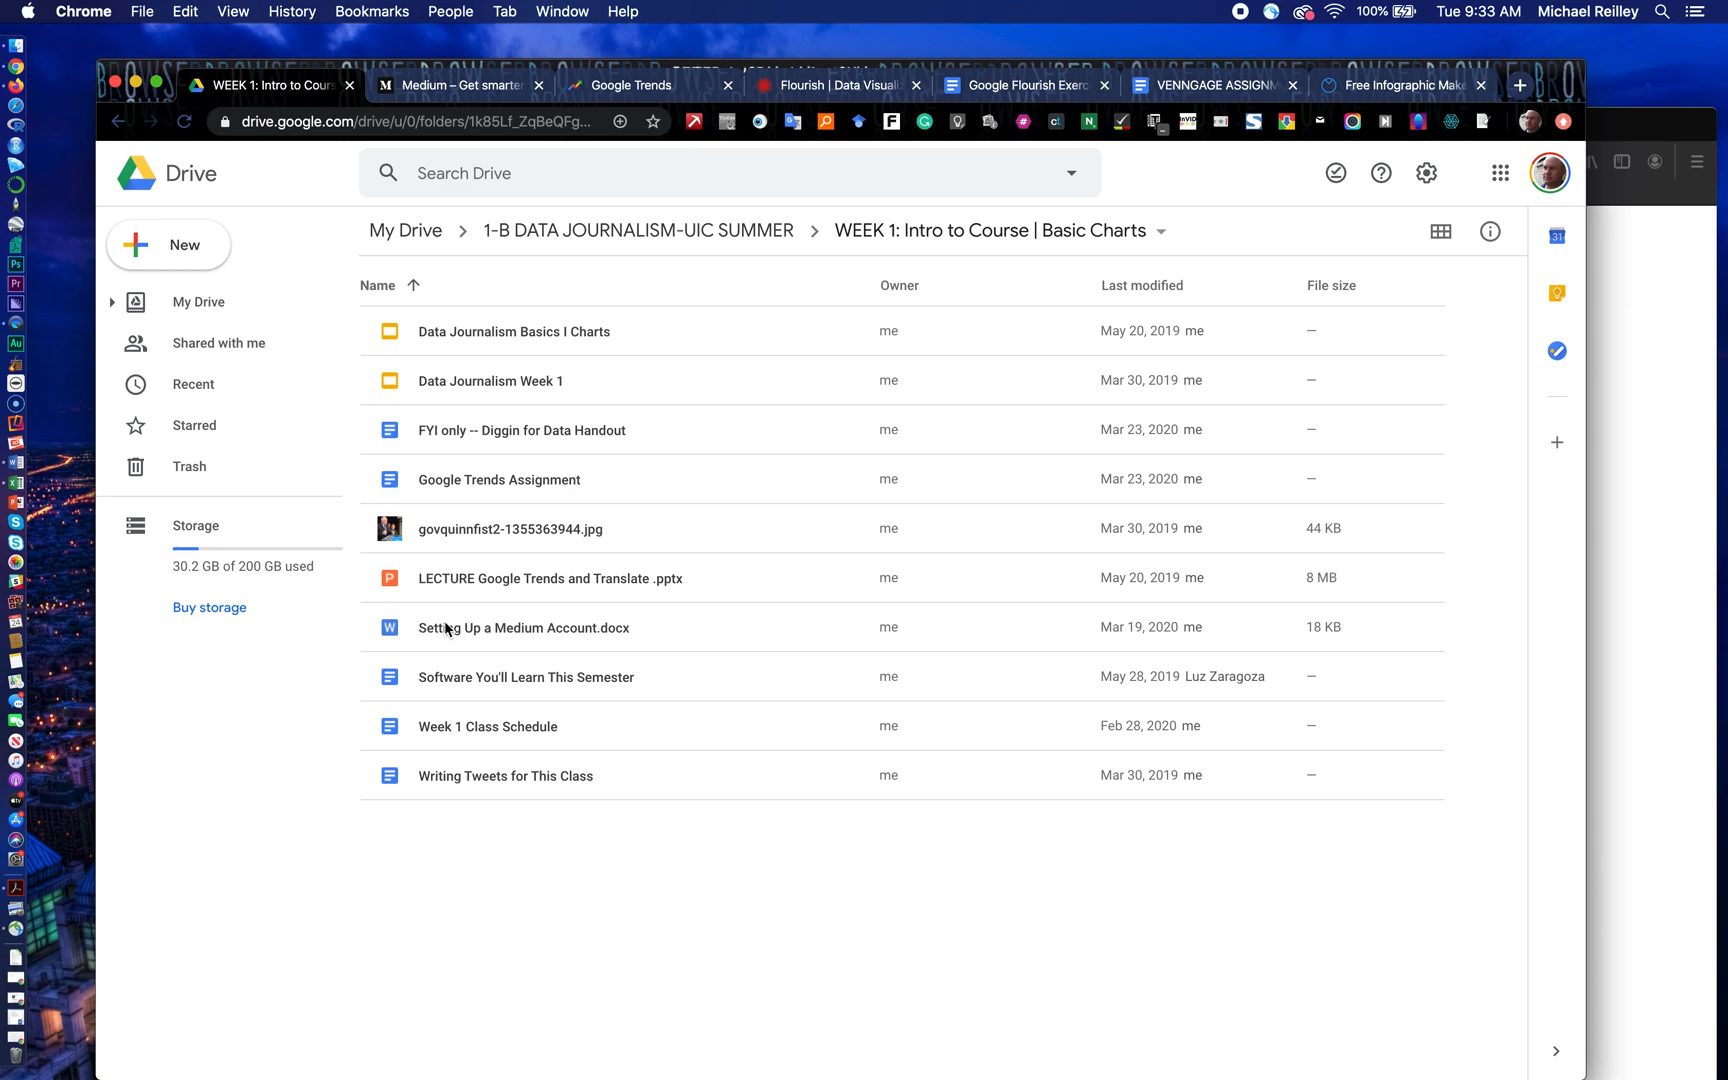 Chrome File Edit View History Bookmarks People Tab Window Help
100% Tue 9:33 AM Michael Reilley
WEEK 1: Intro to Cours
Medium – Get smarter
Google Trends
Flourish | Data Visualiz
Google Flourish Exerc
VENNGAGE ASSIGNM
Free Infographic Make
drive.google.com/drive/u/0/folders/1k85Lf_ZqBeQFg...
Drive
Search Drive
New
My Drive
Shared with me
Recent
Starred
Trash
Storage
30.2 GB of 200 GB used
Buy storage
My Drive > 1-B DATA JOURNALISM-UIC SUMMER > WEEK 1: Intro to Course | Basic Charts
Name Owner Last modified File size
Data Journalism Basics I Charts me May 20, 2019 me –
Data Journalism Week 1 me Mar 30, 2019 me –
FYI only -- Diggin for Data Handout me Mar 23, 2020 me –
Google Trends Assignment me Mar 23, 2020 me –
govquinnfist2-1355363944.jpg me Mar 30, 2019 me 44 KB
LECTURE Google Trends and Translate .pptx me May 20, 2019 me 8 MB
Setting Up a Medium Account.docx me Mar 19, 2020 me 18 KB
Software You'll Learn This Semester me May 28, 2019 Luz Zaragoza –
Week 1 Class Schedule me Feb 28, 2020 me –
Writing Tweets for This Class me Mar 30, 2019 me –